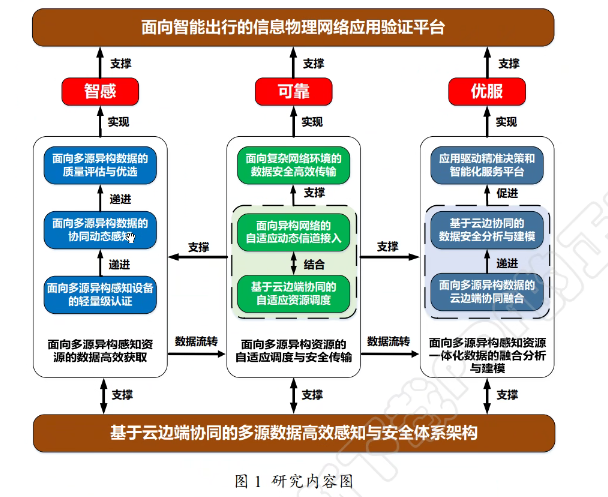 面向智能出行的信息物理网络应用验证平台
支撑
支撑
支撑
智感
可靠
优服
实现
实现
实现
面向多源异构数据的
质量评估与优选
面向复杂网络环境的
数据安全高效传输
应用驱动精准决策和
智能化服务平台
递进
支撑
促进
面向多源异构数据的
协同动态感知
面向异构网络的
自适应动态信道接入
基于云边协同的
数据安全分析与建模
支撑
支撑
递进
结合
递进
面向多源异构感知设备
的轻量级认证
基于云边端协同的
自适应资源调度
面向多源异构数据的
云边端协同融合
面向多源异构感知资
源的数据高效获取
数据流转
面向多源异构资源的
自适应调度与安全传输
数据流转
面向多源异构感知资源
一体化数据的融合分析
与建模
支撑
支撑
支撑
基于云边端协同的多源数据高效感知与安全体系架构
图 1 研究内容图